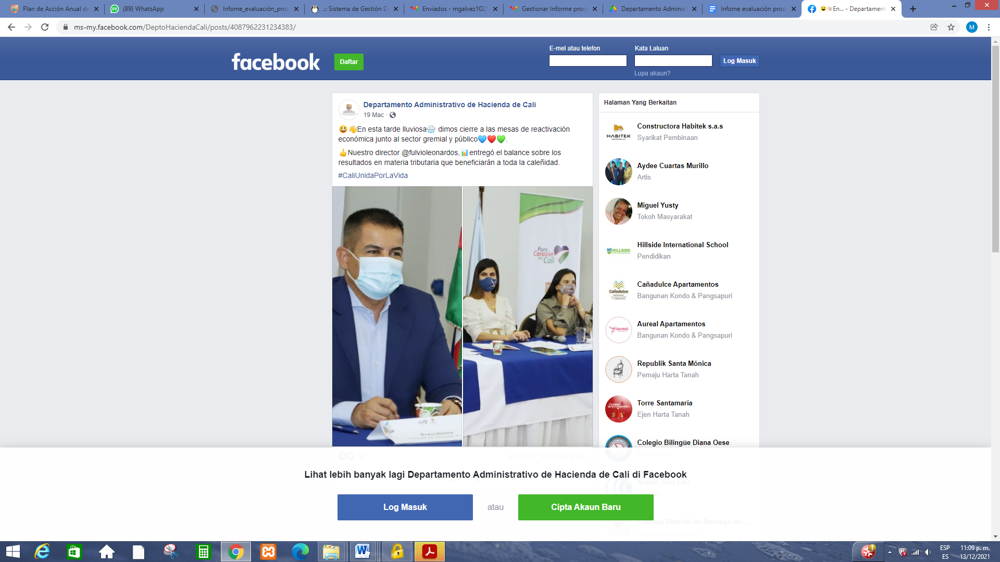 Plan de Acción Anual de
(89) WhatsApp
Infome_evaluación_proc
.:: Sistema de Gestión D
Enviados - mgalvez1021
Gestionar Informe proce
Departamento Administ
Infome evaluación proc
En... - Departament
ms-my.facebook.com/DeptoHaciendaCali/posts/4087962231234383/
M
facebook
Daftar
E-mel atau telefon
Kata Laluan
Log Masuk
Lupa akaun?
Departamento Administrativo de Hacienda de Cali
19 Mac ·
😀👋En esta tarde lluviosa🌧 dimos cierre a las mesas de reactivación
económica junto al sector gremial y público💙❤💚.
👍Nuestro director @fulvioleonardos,📊entregó el balance sobre los
resultados en materia tributaria que beneficiarán a toda la caleñidad.
#CaliUnidaPorLaVida
Puro
Corazón
por
Cali
Presidente
Halaman Yang Berkaitan
HABITEK
Constructora Habitek s.a.s
Syarikat Pembinaan
Aydee Cuartas Murillo
Artis
Miguel Yusty
Tokoh Masyarakat
HILLSIDE
Hillside International School
Pendidikan
Cañadulce
Cañadulce Apartamentos
Bangunan Kondo & Pangsapuri
Aureal
Aureal Apartamentos
Bangunan Kondo & Pangsapuri
Republik Santa Mónica
Pemaju Harta Tanah
TORRE
SANTAMARÍA
Torre Santamaría
Ejen Harta Tanah
Colegio Bilingüe Diana Oese
Pendidikan
Nestor Toro EAT
Concejo Distrital de Santiago de ...
38
4 Komen 10 Perkongsian
Lihat lebih banyak lagi Departamento Administrativo de Hacienda de Cali di Facebook
Log Masuk
atau
Cipta Akaun Baru
ESP
ES
11:09 p. m.
13/12/2021